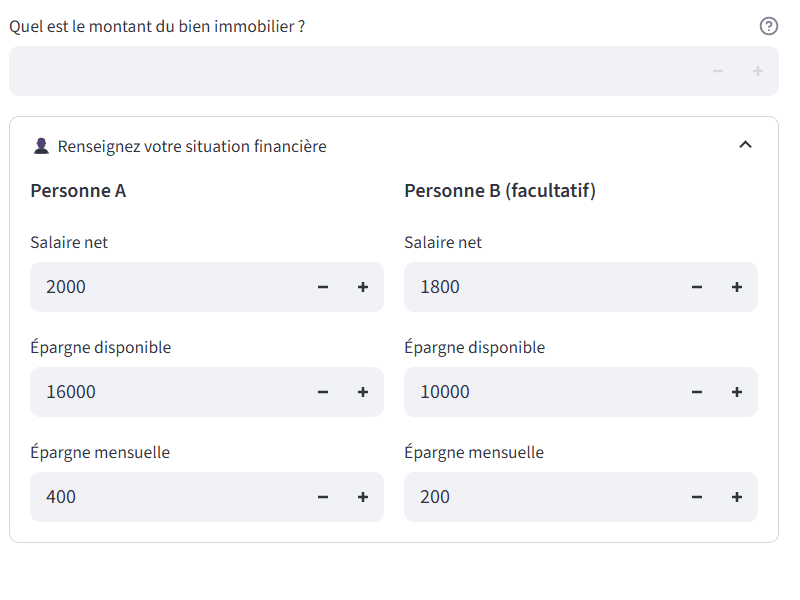 Quel est le montant du bien immobilier ?
Renseignez votre situation financière
Personne A
Personne B (facultatif)
Salaire net
Salaire net
2000
1800
Épargne disponible
Épargne disponible
16000
10000
Épargne mensuelle
Épargne mensuelle
400
200